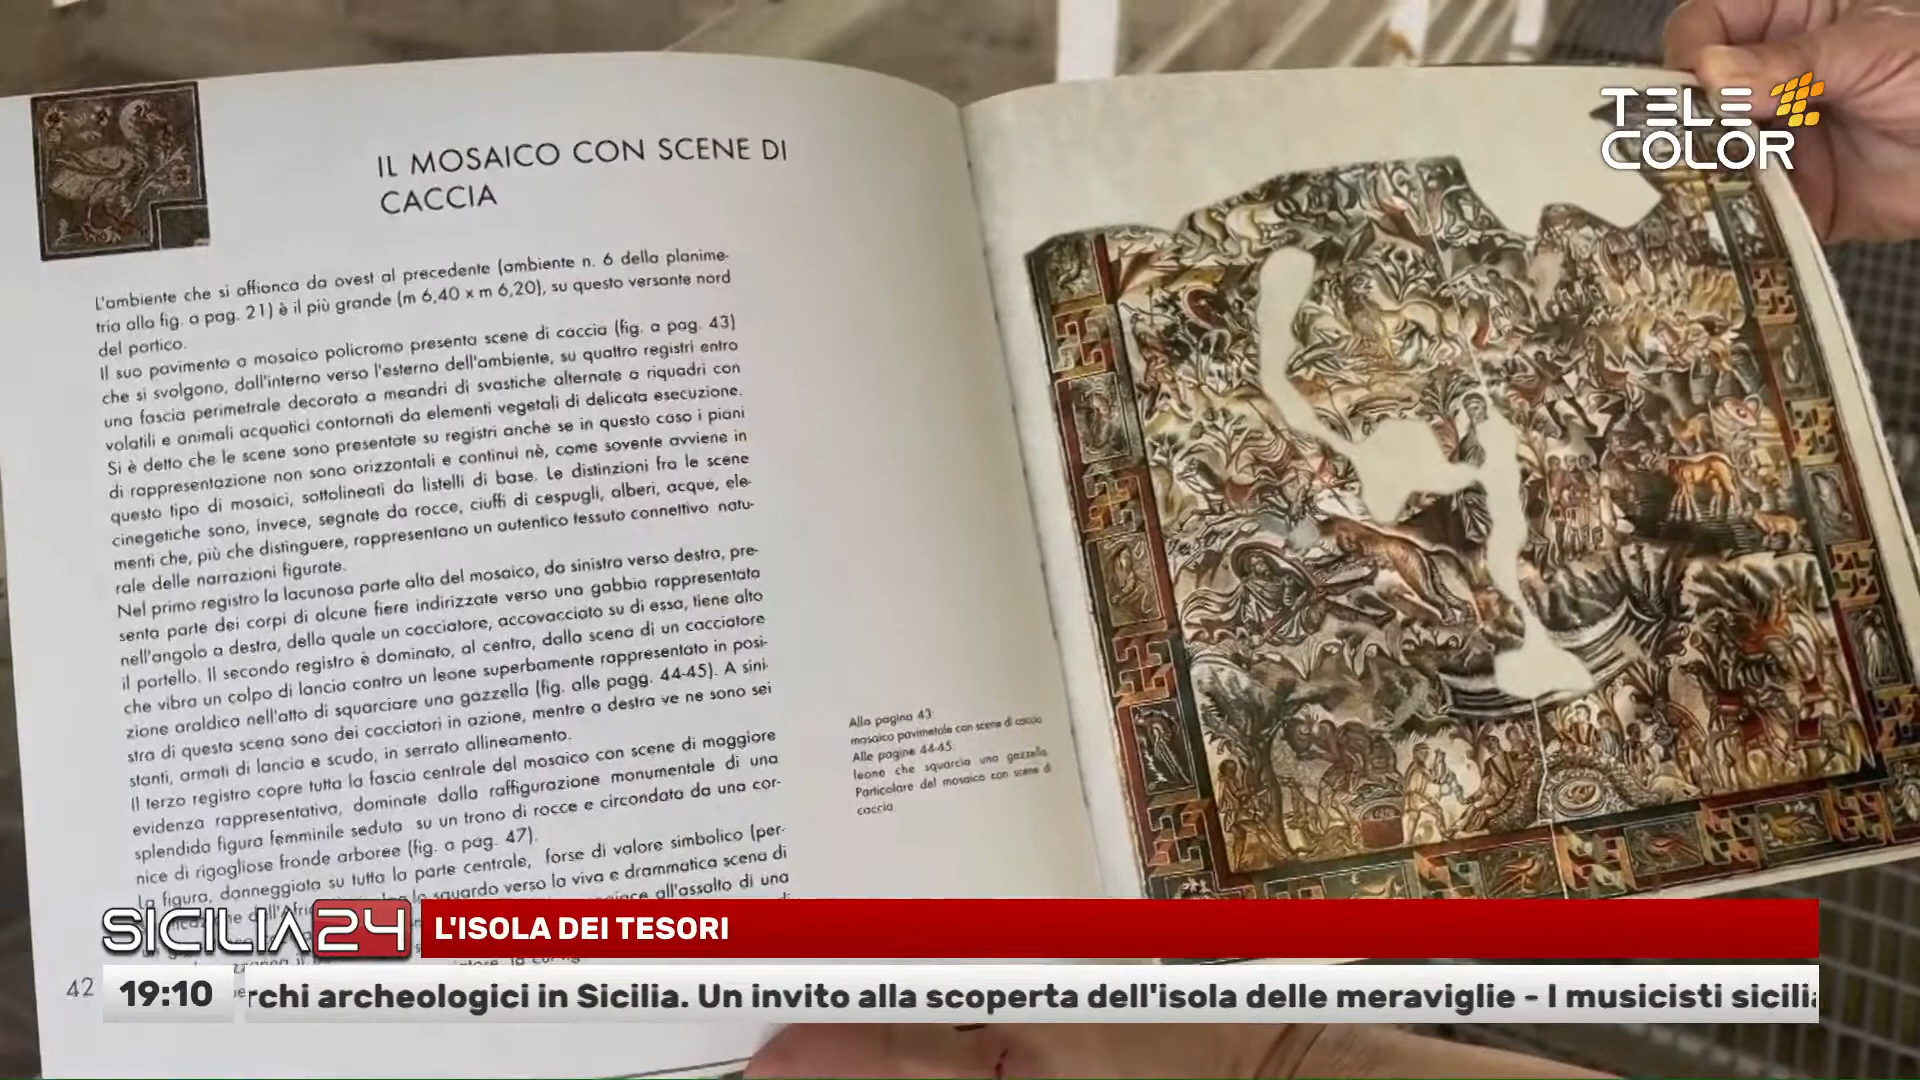 IL MOSAICO CON SCENE DI
CACCIA
L'ambiente che si affianca da ovest al precedente (ambiente n. 6 della planime-
tria alla fig. a pag. 21) è il più grande (m 6,40 x m 6,20), su questo versante nord
del portico.
Il suo pavimento a mosaico policromo presenta scene di caccia (fig. a pag. 43)
che si svolgono, dall'interno verso l'esterno dell'ambiente, su quattro registri entro
una fascia perimetrale decorata a meandri di svastiche alternate a riquadri con
volatili e animali acquatici contornati da elementi vegetali di delicata esecuzione.
Si è detto che le scene sono presentate su registri anche se in questo caso i piani
di rappresentazione non sono orizzontali e continui nè, come sovente avviene in
questo tipo di mosaici, sottolineati da listelli di base. Le distinzioni fra le scene
cinegetiche sono, invece, segnate da rocce, ciuffi di cespugli, alberi, acque, ele-
menti che, più che distinguere, rappresentano un autentico tessuto connettivo natu-
rale delle narrazioni figurate.
Nel primo registro la lacunosa parte alta del mosaico, da sinistra verso destra, pre-
senta parte dei corpi di alcune fiere indirizzate verso una gabbia rappresentata
nell'angolo a destra, della quale un cacciatore, accovacciato su di essa, tiene alto
il portello. Il secondo registro è dominato, al centro, dalla scena di un cacciatore
che vibra un colpo di lancia contro un leone superbamente rappresentato in posi-
zione araldica nell'atto di squarciare una gazzella (fig. alle pagg. 44-45). A sini-
stra di questa scena sono dei cacciatori in azione, mentre a destra ve ne sono sei
stanti, armati di lancia e scudo, in serrato allineamento.
Il terzo registro copre tutta la fascia centrale del mosaico con scene di maggiore
evidenza rappresentativa, dominate dalla raffigurazione monumentale di una
splendida figura femminile seduta su un trono di rocce e circondata da una cor-
nice di rigogliose fronde arboree (fig. a pag. 47).
La figura, danneggiata su tutta la parte centrale, forse di valore simbolico (per-
lo sguardo verso la viva e drammatica scena di
all'assalto di una
42
Alla pagina 43:
mosaico pavimetale con scene di caccia
Alle pagine 44-45:
leone che squarcia una gazzella
Particolare del mosaico con scene di
caccia
TELE
COLOR
SICILIA24
L'ISOLA DEI TESORI
19:10
rchi archeologici in Sicilia. Un invito alla scoperta dell'isola delle meraviglie - I musicisti sicilia